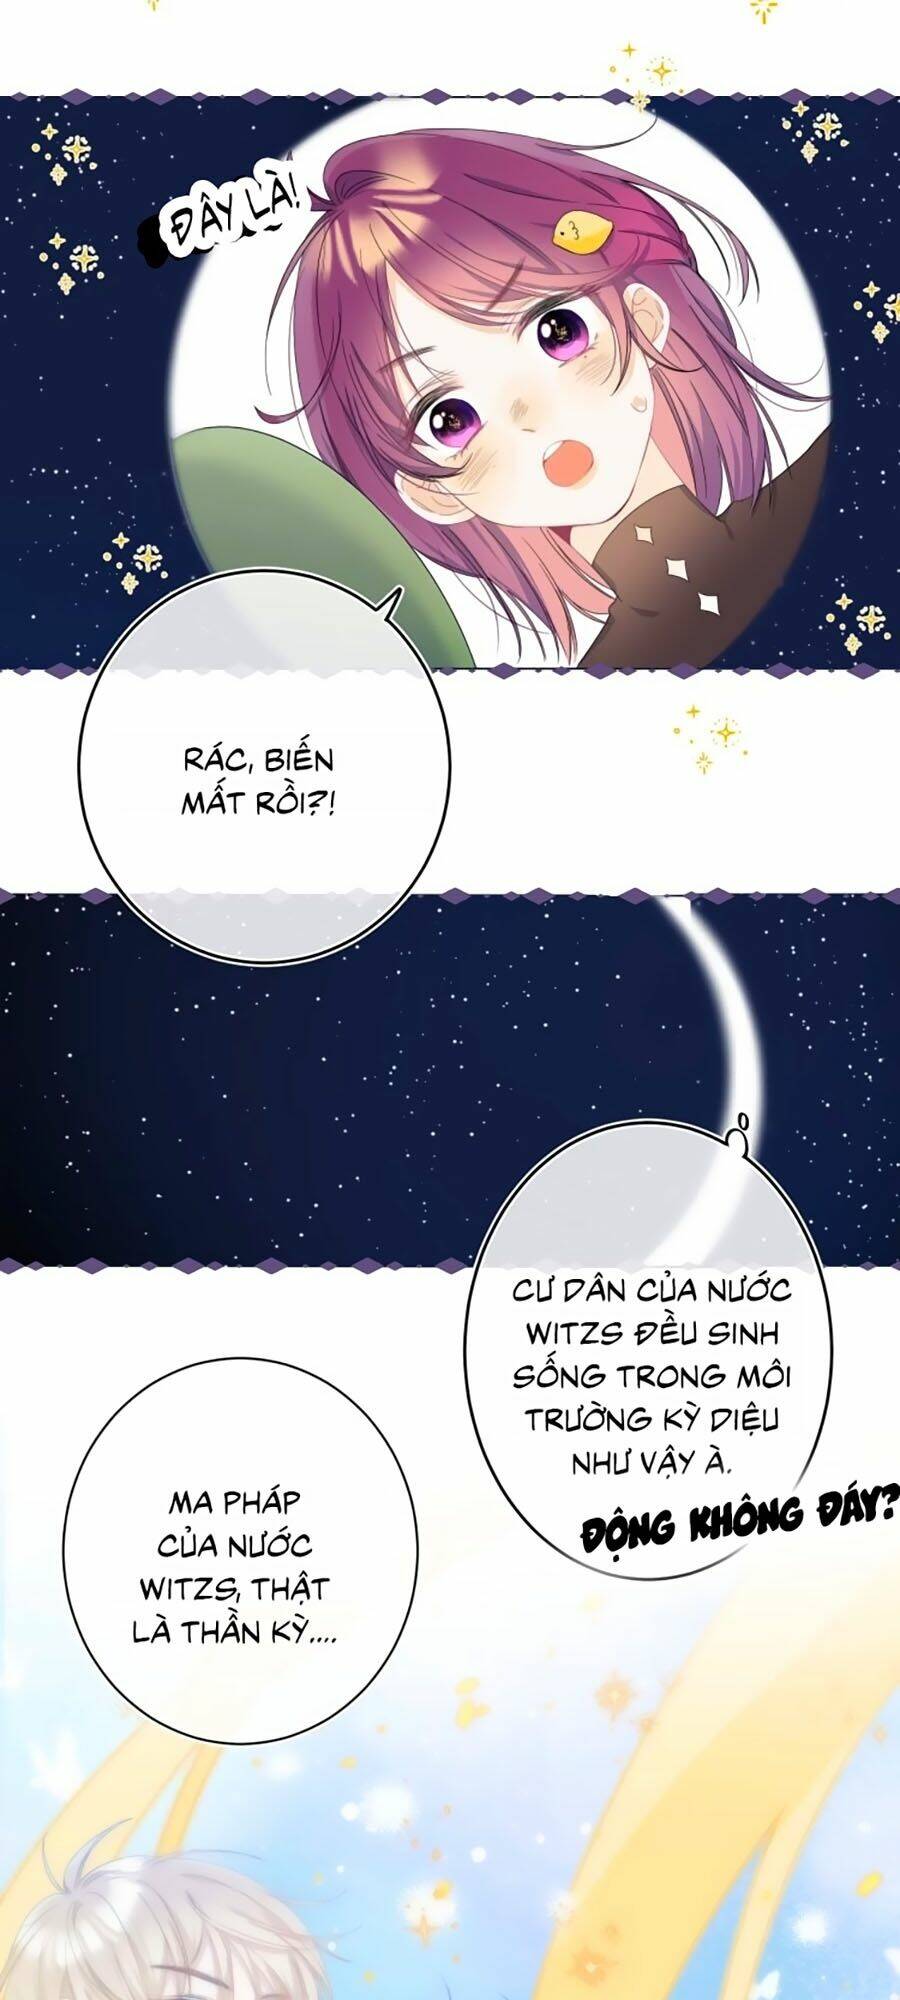 ĐÂY LÀ!
RÁC, BIẾN
MẤT RỒI?!
CƯ DÂN CỦA NƯỚC
WITZS ĐỀU SINH
SỐNG TRONG MÔI
TRƯỜNG KỲ DIỆU
NHƯ VẬY À.
ĐỘNG KHÔNG ĐÁY?
MA PHÁP
CỦA NƯỚC
WITZS, THẬT
LÀ THẦN KỲ....